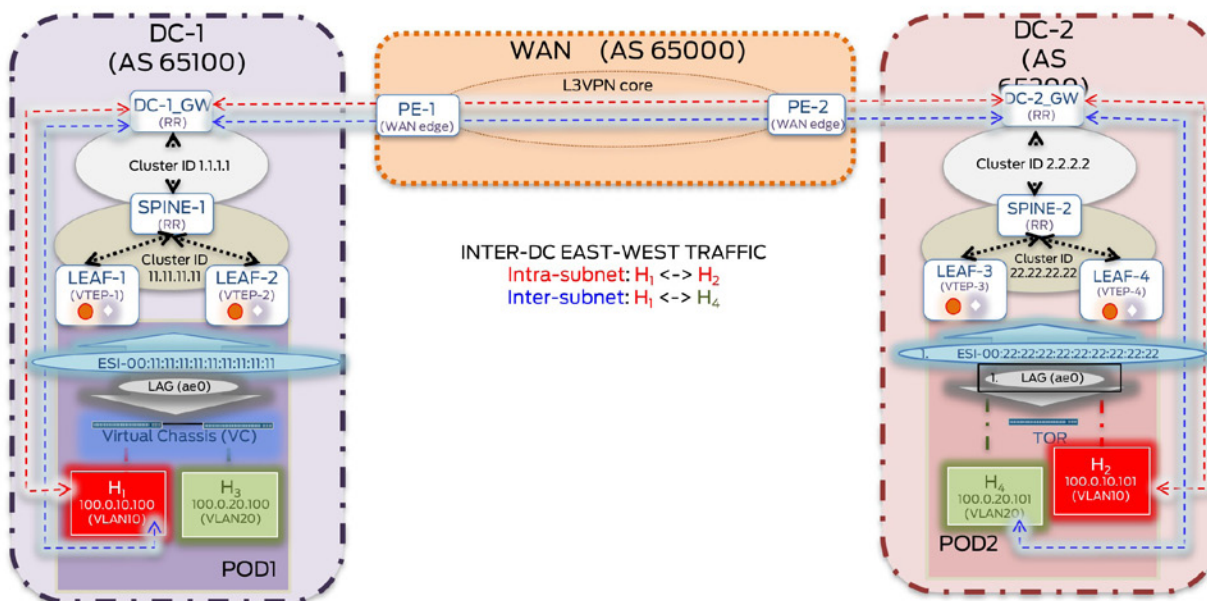 DC-1
(AS 65100)
DC-1_GW
(RR)
Cluster ID 1.1.1.1
SPINE-1
(RR)
Cluster ID
11.11.11.11
LEAF-1
(VTEP-1)
LEAF-2
(VTEP-2)
ESI-00:11:11:11:11:11:11:11:11:11
LAG (ae0)
Virtual Chassis (VC)
H₁
100.0.10.100
(VLAN10)
H₃
100.0.20.100
(VLAN20)
POD1
WAN (AS 65000)
L3VPN core
PE-1
(WAN edge)
PE-2
(WAN edge)
INTER-DC EAST-WEST TRAFFIC
Intra-subnet: H₁ <-> H₂
Inter-subnet: H₁ <-> H₄
DC-2
(AS
DC-2_GW
(RR)
Cluster ID 2.2.2.2
SPINE-2
(RR)
Cluster ID
22.22.22.22
LEAF-3
(VTEP-3)
LEAF-4
(VTEP-4)
1. ESI-00:22:22:22:22:22:22:22:22:22
1. LAG (ae0)
TOR
H₂
100.0.10.101
(VLAN10)
H₄
100.0.20.101
(VLAN20)
POD2